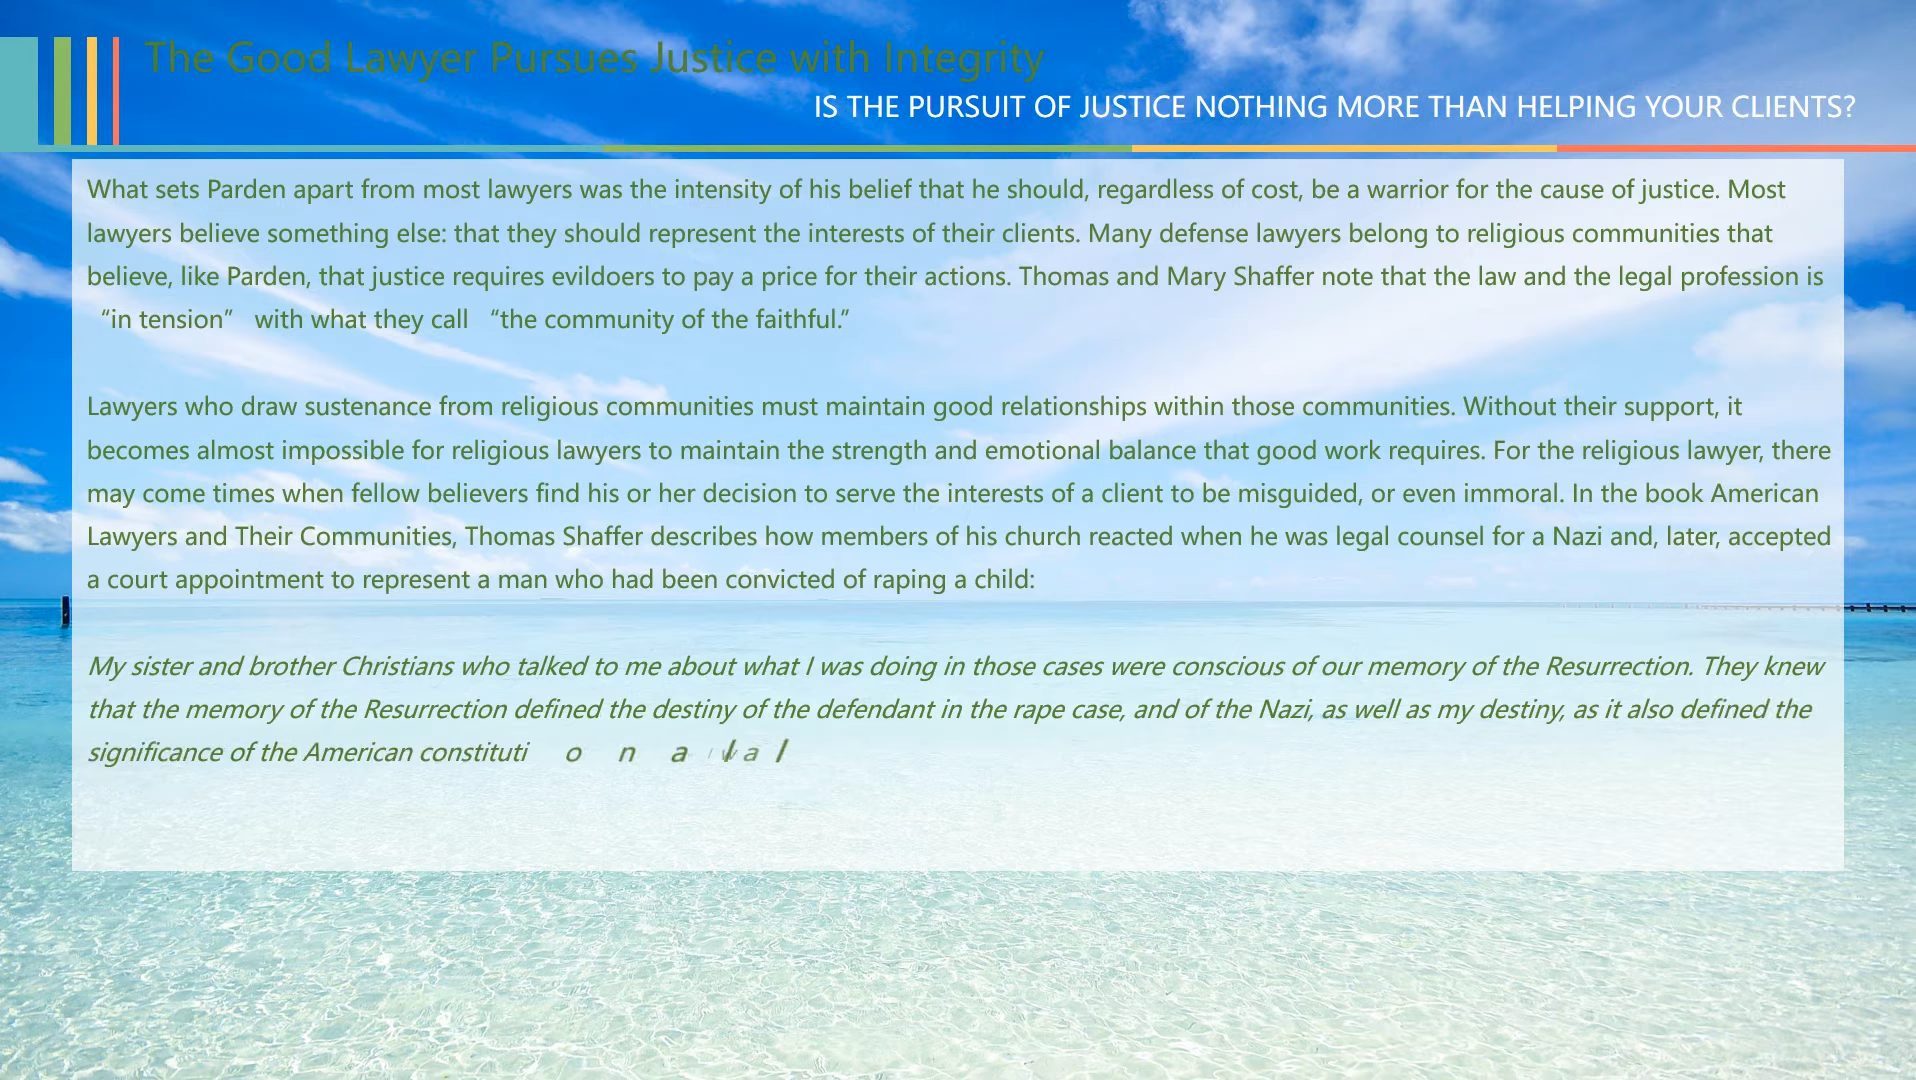 The Good Lawyer Pursues Justice with Integrity
IS THE PURSUIT OF JUSTICE NOTHING MORE THAN HELPING YOUR CLIENTS?
What sets Parden apart from most lawyers was the intensity of his belief that he should, regardless of cost, be a warrior for the cause of justice. Most
lawyers believe something else: that they should represent the interests of their clients. Many defense lawyers belong to religious communities that
believe, like Parden, that justice requires evildoers to pay a price for their actions. Thomas and Mary Shaffer note that the law and the legal profession is
“in tension” with what they call “the community of the faithful.”
Lawyers who draw sustenance from religious communities must maintain good relationships within those communities. Without their support, it
becomes almost impossible for religious lawyers to maintain the strength and emotional balance that good work requires. For the religious lawyer, there
may come times when fellow believers find his or her decision to serve the interests of a client to be misguided, or even immoral. In the book American
Lawyers and Their Communities, Thomas Shaffer describes how members of his church reacted when he was legal counsel for a Nazi and, later, accepted
a court appointment to represent a man who had been convicted of raping a child:
My sister and brother Christians who talked to me about what I was doing in those cases were conscious of our memory of the Resurrection. They knew
that the memory of the Resurrection defined the destiny of the defendant in the rape case, and of the Nazi, as well as my destiny, as it also defined the
significance of the American constituti o n a l